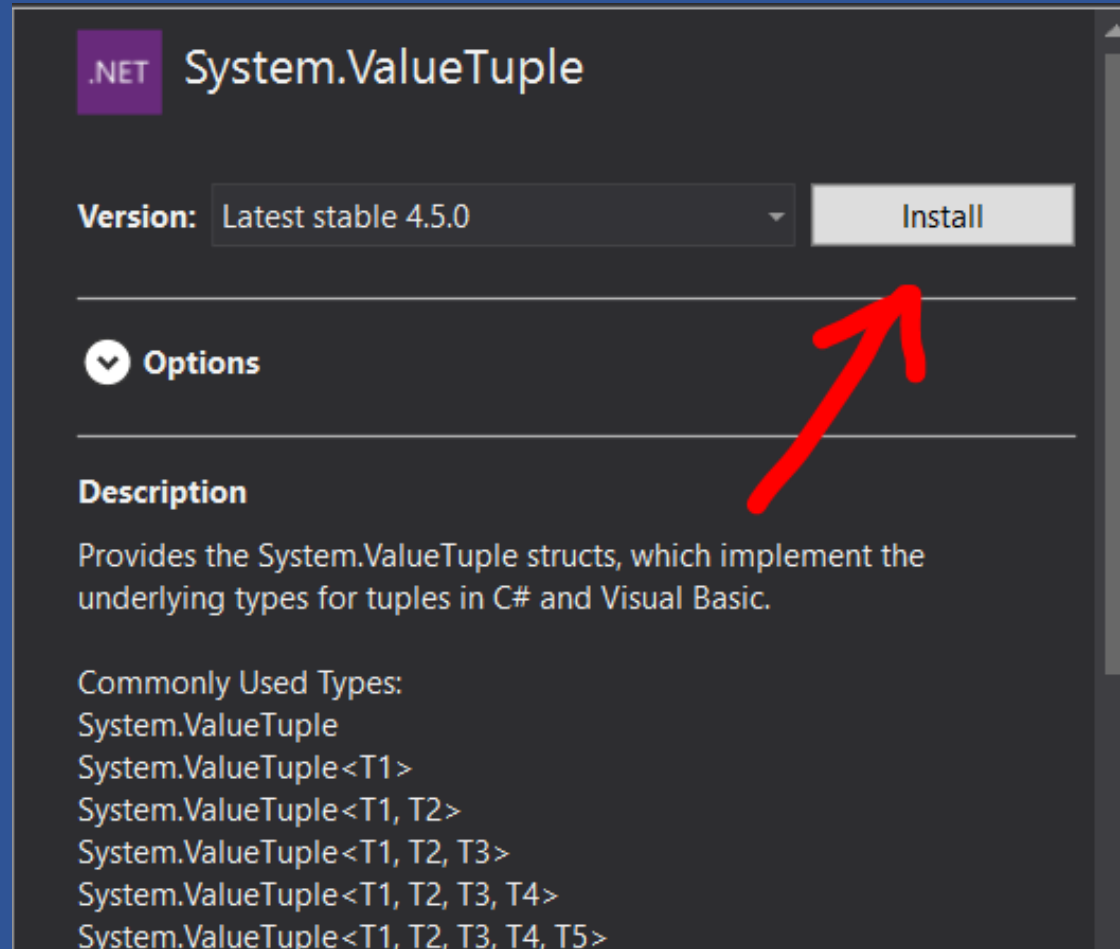 .NET System.ValueTuple
Version: Latest stable 4.5.0 Install
Options
Description
Provides the System.ValueTuple structs, which implement the
underlying types for tuples in C# and Visual Basic.
Commonly Used Types:
System.ValueTuple
System.ValueTuple<T1>
System.ValueTuple<T1, T2>
System.ValueTuple<T1, T2, T3>
System.ValueTuple<T1, T2, T3, T4>
System.ValueTuple<T1, T2, T3, T4, T5>